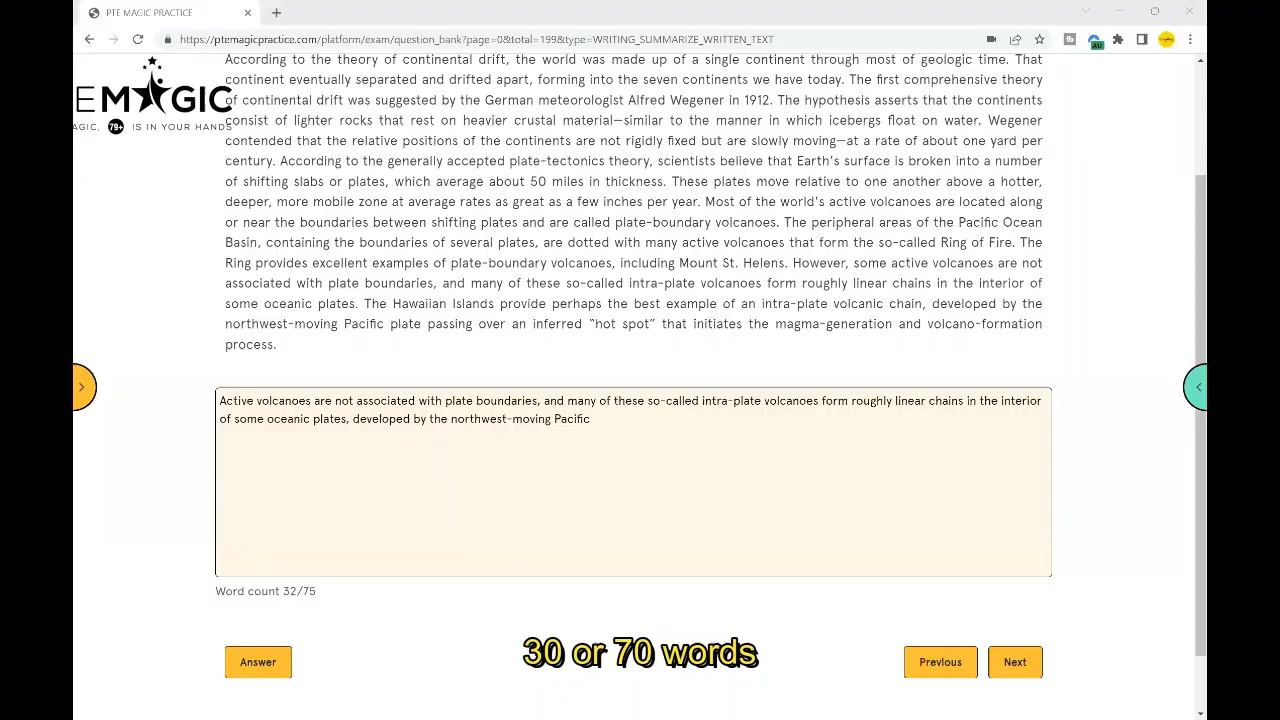 PTE MAGIC PRACTICE
https://ptemagicpractice.com/platform/exam/question_bank?page=0&total=199&type=WRITING_SUMMARIZE_WRITTEN_TEXT
AU
According to the theory of continental drift, the world was made up of a single continent through most of geologic time. That
continent eventually separated and drifted apart, forming into the seven continents we have today. The first comprehensive theory
of continental drift was suggested by the German meteorologist Alfred Wegener in 1912. The hypothesis asserts that the continents
consist of lighter rocks that rest on heavier crustal material—similar to the manner in which icebergs float on water. Wegener
contended that the relative positions of the continents are not rigidly fixed but are slowly moving—at a rate of about one yard per
century. According to the generally accepted plate-tectonics theory, scientists believe that Earth's surface is broken into a number
of shifting slabs or plates, which average about 50 miles in thickness. These plates move relative to one another above a hotter,
deeper, more mobile zone at average rates as great as a few inches per year. Most of the world's active volcanoes are located along
or near the boundaries between shifting plates and are called plate-boundary volcanoes. The peripheral areas of the Pacific Ocean
Basin, containing the boundaries of several plates, are dotted with many active volcanoes that form the so-called Ring of Fire. The
Ring provides excellent examples of plate-boundary volcanoes, including Mount St. Helens. However, some active volcanoes are not
associated with plate boundaries, and many of these so-called intra-plate volcanoes form roughly linear chains in the interior of
some oceanic plates. The Hawaiian Islands provide perhaps the best example of an intra-plate volcanic chain, developed by the
northwest-moving Pacific plate passing over an inferred “hot spot” that initiates the magma-generation and volcano-formation
process.
EMAGIC
AGIC, 79+ IS IN YOUR HANDS
Active volcanoes are not associated with plate boundaries, and many of these so-called intra-plate volcanoes form roughly linear chains in the interior
of some oceanic plates, developed by the northwest-moving Pacific
Word count 32/75
30 or 70 words
Answer
Previous
Next